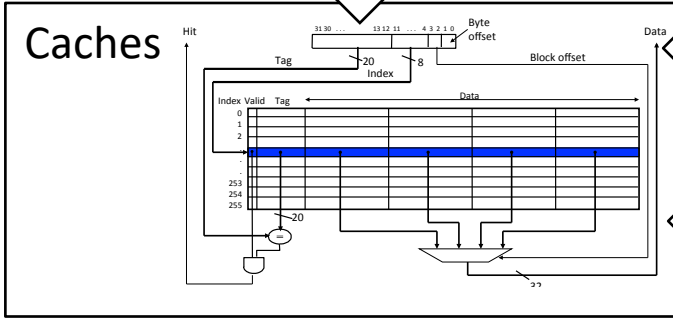 Caches
Hit
31 30 . . . 13 12 11 . . . 4 3 2 1 0
Byte
offset
Data
Tag
20
8
Index
Block offset
Index Valid Tag
Data
0
1
2
.
.
.
253
254
255
20
=
32